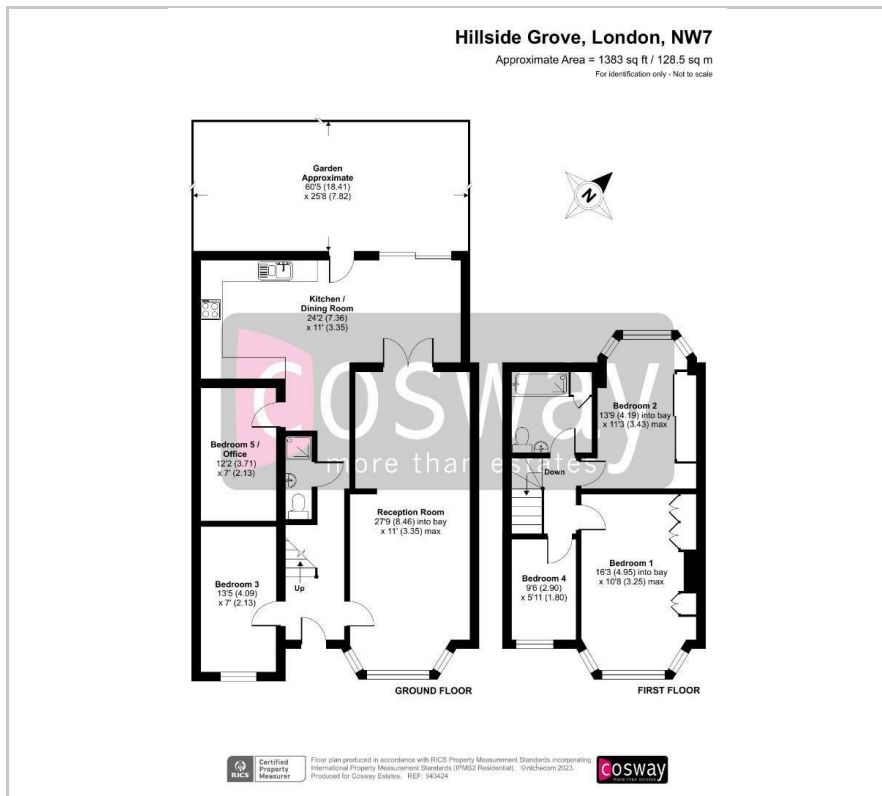 Hillside Grove, London, NW7
Approximate Area = 1383 sq ft / 128.5 sq m
For identification only - Not to scale
Garden
Approximate
60'5 (18.41)
x 25'8 (7.82)
N
Kitchen /
Dining Room
24'2 (7.36)
x 11' (3.35)
cosway
more than estates
Bedroom 2
13'9 (4.19) into bay
x 11'3 (3.43) max
Bedroom 5 /
Office
12'2 (3.71)
x 7' (2.13)
Down
Reception Room
27'9 (8.46) into bay
x 11' (3.35) max
Bedroom 1
16'3 (4.95) into bay
x 10'8 (3.25) max
Bedroom 3
13'5 (4.09)
x 7' (2.13)
Up
Bedroom 4
9'6 (2.90)
x 5'11 (1.80)
GROUND FLOOR
FIRST FLOOR
RICS
Certified
Property
Measurer
Floor plan produced in accordance with RICS Property Measurement Standards incorporating
International Property Measurement Standards (IPMS2 Residential). © nichecom 2023.
Produced for Cosway Estates. REF: 943424
cosway
more than estates